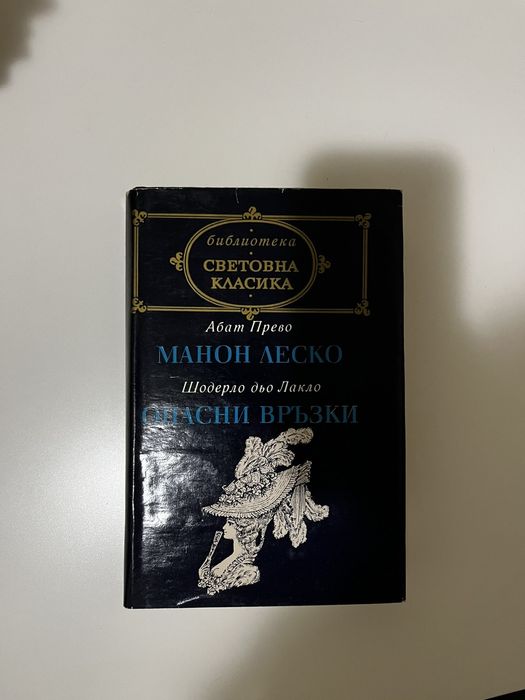 библиотека
СВЕТОВНА
КЛАСИКА
Абат Прево
МАНОН ЛЕСКО
Шодерло дьо Лакло
ОПАСНИ ВРЪЗКИ